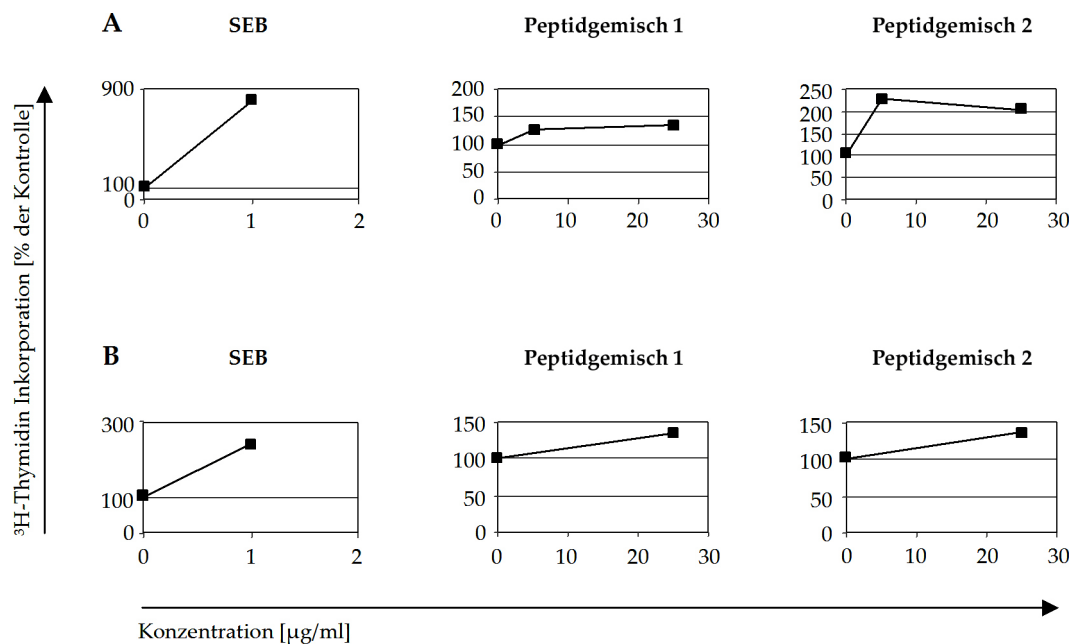 A
SEB
Peptidgemisch 1
Peptidgemisch 2
900
100
0
0 1 2
200
150
100
50
0
0 10 20 30
250
200
150
100
50
0
0 10 20 30
³H-Thymidin Inkorporation [% der Kontrolle]
B
SEB
Peptidgemisch 1
Peptidgemisch 2
300
100
0
0 1 2
150
100
50
0
0 10 20 30
150
100
50
0
0 10 20 30
Konzentration [µg/ml]